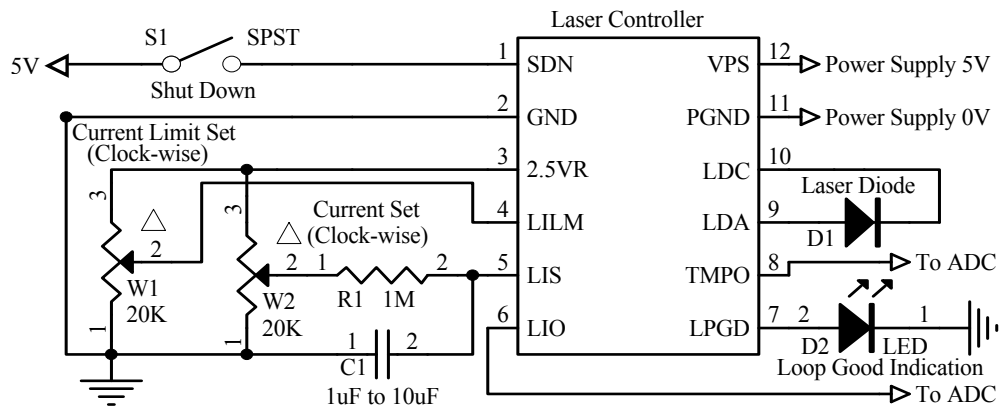 Laser Controller
S1 SPST
5V
Shut Down
1 SDN VPS 12 Power Supply 5V
2 GND PGND 11 Power Supply 0V
Current Limit Set
(Clock-wise)
3 2.5VR LDC 10
Laser Diode
3 3
Current Set
(Clock-wise)
4 LILM LDA 9
D1
2 2 1 2 5 LIS TMPO 8 To ADC
W1 W2 R1 1M
20K 20K
6 LIO LPGD 7 2 1
1 1 1 2
C1
D2 LED
1uF to 10uF
Loop Good Indication
To ADC